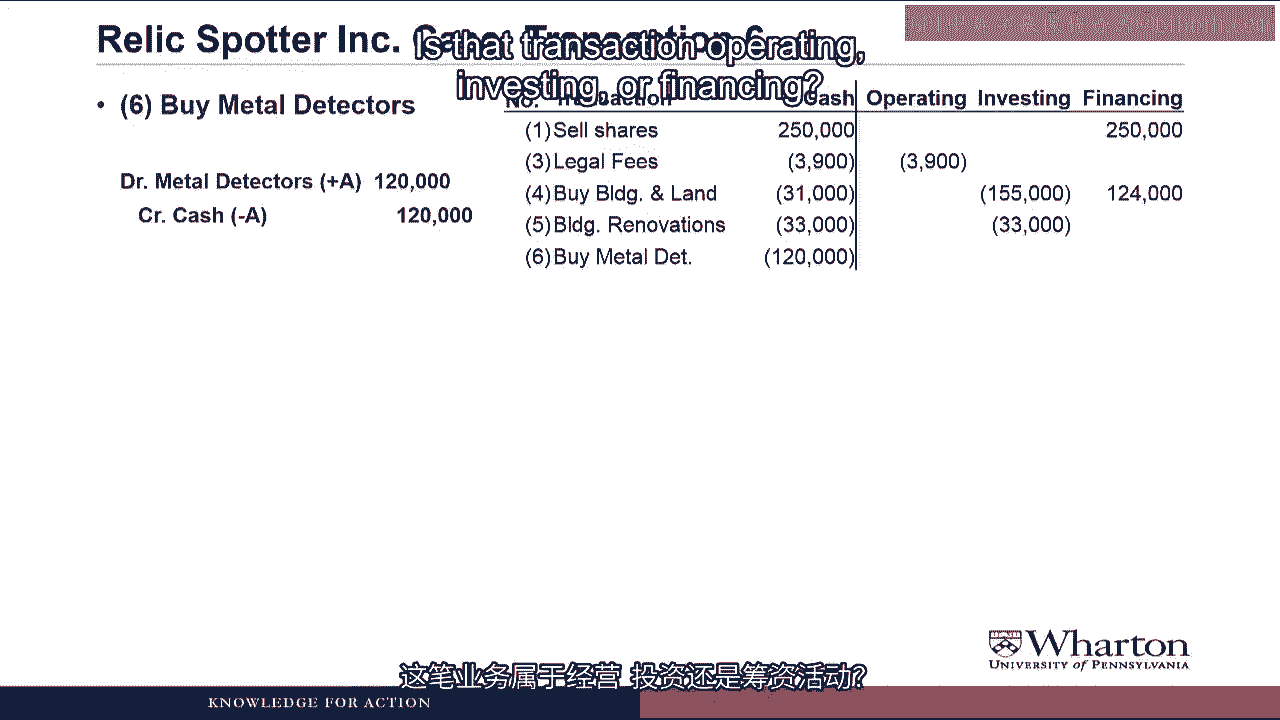 Relic Spotter Inc.
Is that transaction operating,
investing, or financing?
• (6) Buy Metal Detectors
Dr. Metal Detectors (+A) 120,000
Cr. Cash (-A) 120,000
No. Transaction Cash Operating Investing Financing
(1) Sell shares 250,000 250,000
(3) Legal Fees (3,900) (3,900)
(4) Buy Bldg. & Land (31,000) (155,000) 124,000
(5) Bldg. Renovations (33,000) (33,000)
(6) Buy Metal Det. (120,000)
Wharton
UNIVERSITY of PENNSYLVANIA
这笔业务属于经营 投资还是筹资活动?
KNOWLEDGE FOR ACTION